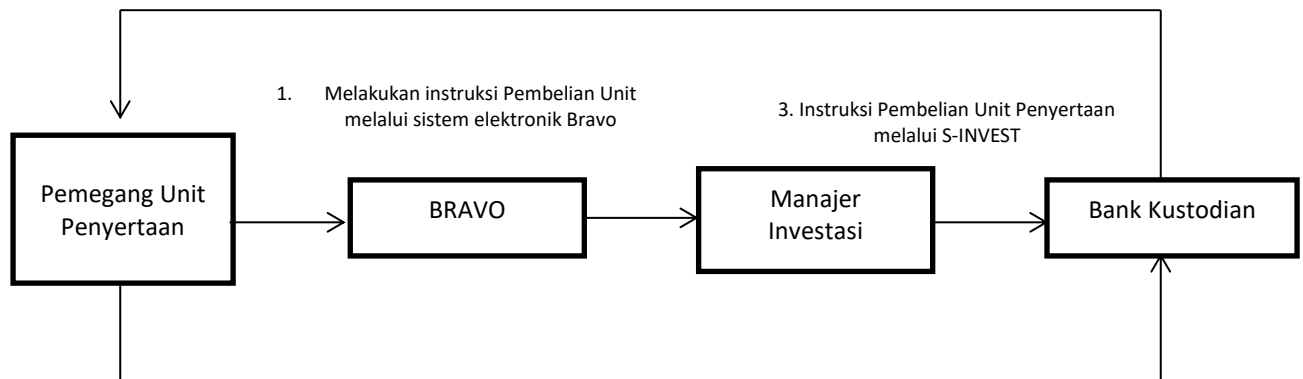 1. Melakukan instruksi Pembelian Unit
melalui sistem elektronik Bravo
3. Instruksi Pembelian Unit Penyertaan
melalui S-INVEST
Pemegang Unit
Penyertaan
BRAVO
Manajer
Investasi
Bank Kustodian